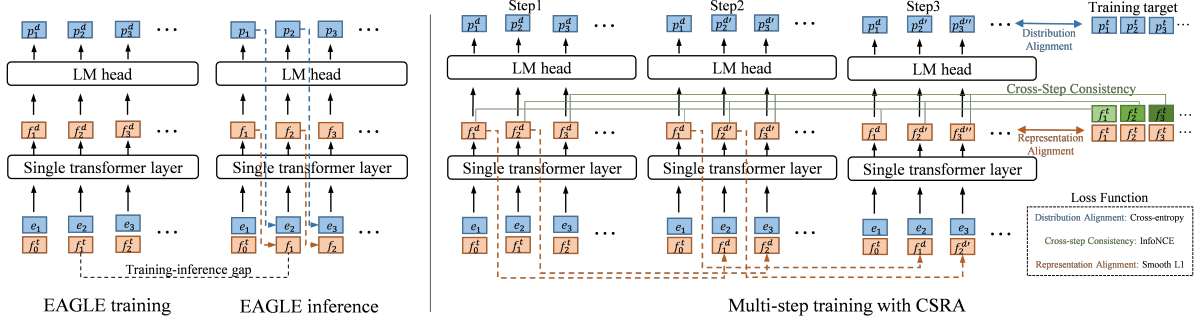 Step1 Step2 Step3
p₁ᵈ p₂ᵈ p₃ᵈ ... p₁ p₂ p₃ ... p₁ᵈ p₂ᵈ p₃ᵈ ... p₁ᵈ p₂ᵈ′ p₃ᵈ′ ... p₁ᵈ p₂ᵈ′ p₃ᵈ″ ... Training target
p₁ᵗ p₂ᵗ p₃ᵗ ...
Distribution
Alignment
LM head LM head LM head LM head LM head
Cross-Step Consistency
f₁ᵗ f₂ᵗ f₃ᵗ ...
f₁ᵈ f₂ᵈ f₃ᵈ ... f₁ f₂ f₃ ... f₁ᵈ f₂ᵈ f₃ᵈ ... f₁ᵈ f₂ᵈ′ f₃ᵈ′ ... f₁ᵈ f₂ᵈ′ f₃ᵈ″ ... f₁ᵗ f₂ᵗ f₃ᵗ
Representation
Alignment
Single transformer layer Single transformer layer Single transformer layer Single transformer layer Single transformer layer
e₁ e₂ e₃ ... e₁ e₂ e₃ ... e₁ e₂ e₃ ... e₁ e₂ e₃ ... e₁ e₂ e₃ ...
f₀ᵗ f₁ᵗ f₂ᵗ f₀ᵗ f₁ f₂ f₀ᵗ f₁ᵗ f₂ᵗ f₀ᵗ f₁ᵈ f₂ᵈ f₀ᵗ f₁ᵈ f₂ᵈ′
Training-inference gap
Loss Function
Distribution Alignment: Cross-entropy
Cross-step Consistency: InfoNCE
Representation Alignment: Smooth L1
EAGLE training EAGLE inference Multi-step training with CSRA